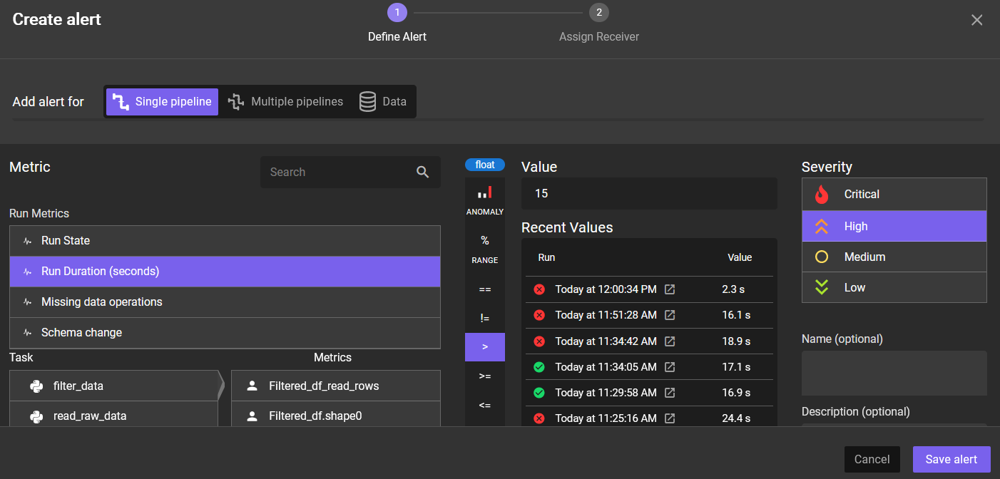 Create alert
1
2
Define Alert
Assign Receiver
Add alert for
Single pipeline
Multiple pipelines
Data
Metric
Search
Run Metrics
Run State
Run Duration (seconds)
Missing data operations
Schema change
Task
Metrics
filter_data
Filtered_df_read_rows
read_raw_data
Filtered_df.shape0
float
ANOMALY
%
RANGE
==
!=
>
>=
<=
Value
15
Recent Values
Run Value
Today at 12:00:34 PM 2.3 s
Today at 11:51:28 AM 16.1 s
Today at 11:34:42 AM 18.9 s
Today at 11:34:05 AM 17.1 s
Today at 11:29:58 AM 16.9 s
Today at 11:25:16 AM 24.4 s
Severity
Critical
High
Medium
Low
Name (optional)
Description (optional)
Cancel
Save alert